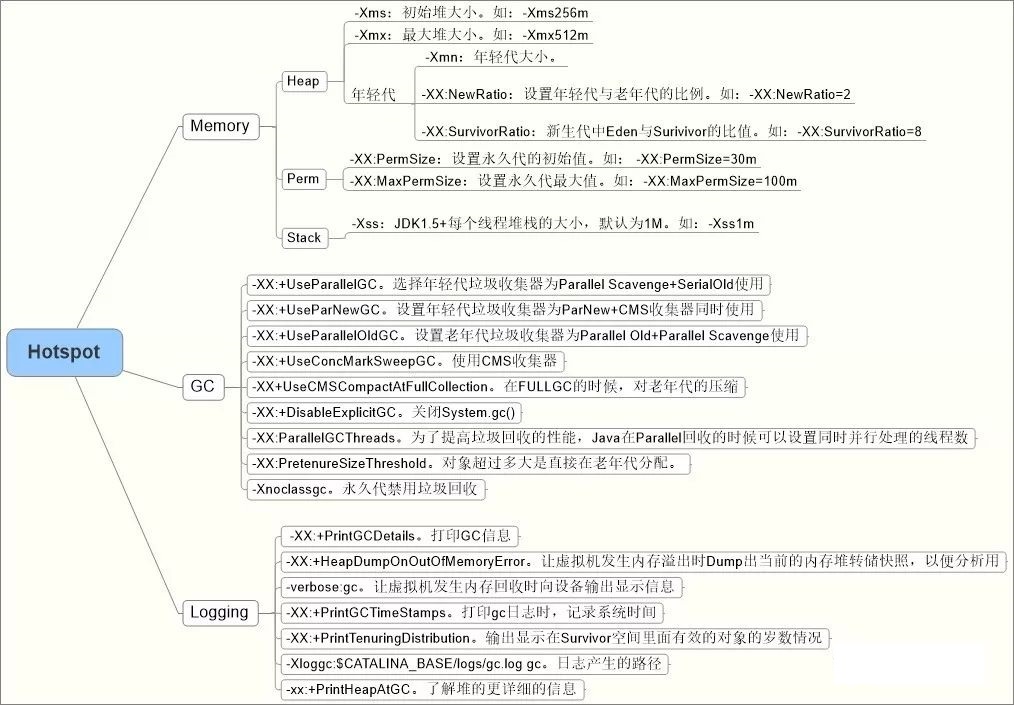 Hotspot
Memory
Heap
-Xms：初始堆大小。如：-Xms256m
-Xmx：最大堆大小。如：-Xmx512m
年轻代
-Xmn：年轻代大小。
-XX:NewRatio：设置年轻代与老年代的比例。如：-XX:NewRatio=2
-XX:SurvivorRatio：新生代中Eden与Surivivor的比值。如：-XX:SurvivorRatio=8
Perm
-XX:PermSize：设置永久代的初始值。如： -XX:PermSize=30m
-XX:MaxPermSize：设置永久代最大值。如：-XX:MaxPermSize=100m
Stack
-Xss：JDK1.5+每个线程堆栈的大小，默认为1M。如：-Xss1m
GC
-XX:+UseParallelGC。选择年轻代垃圾收集器为Parallel Scavenge+SerialOld使用
-XX:+UseParNewGC。设置年轻代垃圾收集器为ParNew+CMS收集器同时使用
-XX:+UseParallelOldGC。设置老年代垃圾收集器为Parallel Old+Parallel Scavenge使用
-XX:+UseConcMarkSweepGC。使用CMS收集器
-XX+UseCMSCompactAtFullCollection。在FULLGC的时候，对老年代的压缩
-XX:+DisableExplicitGC。关闭System.gc()
-XX:ParallelGCThreads。为了提高垃圾回收的性能，Java在Parallel回收的时候可以设置同时并行处理的线程数
-XX:PretenureSizeThreshold。对象超过多大是直接在老年代分配。
-Xnoclassgc。永久代禁用垃圾回收
Logging
-XX:+PrintGCDetails。打印GC信息
-XX:+HeapDumpOnOutOfMemoryError。让虚拟机发生内存溢出时Dump出当前的内存堆转储快照，以便分析用
-verbose:gc。让虚拟机发生内存回收时向设备输出显示信息
-XX:+PrintGCTimeStamps。打印gc日志时，记录系统时间
-XX:+PrintTenuringDistribution。输出显示在Survivor空间里面有效的对象的岁数情况
-Xloggc:$CATALINA_BASE/logs/gc.log gc。日志产生的路径
-xx:+PrintHeapAtGC。了解堆的更详细的信息